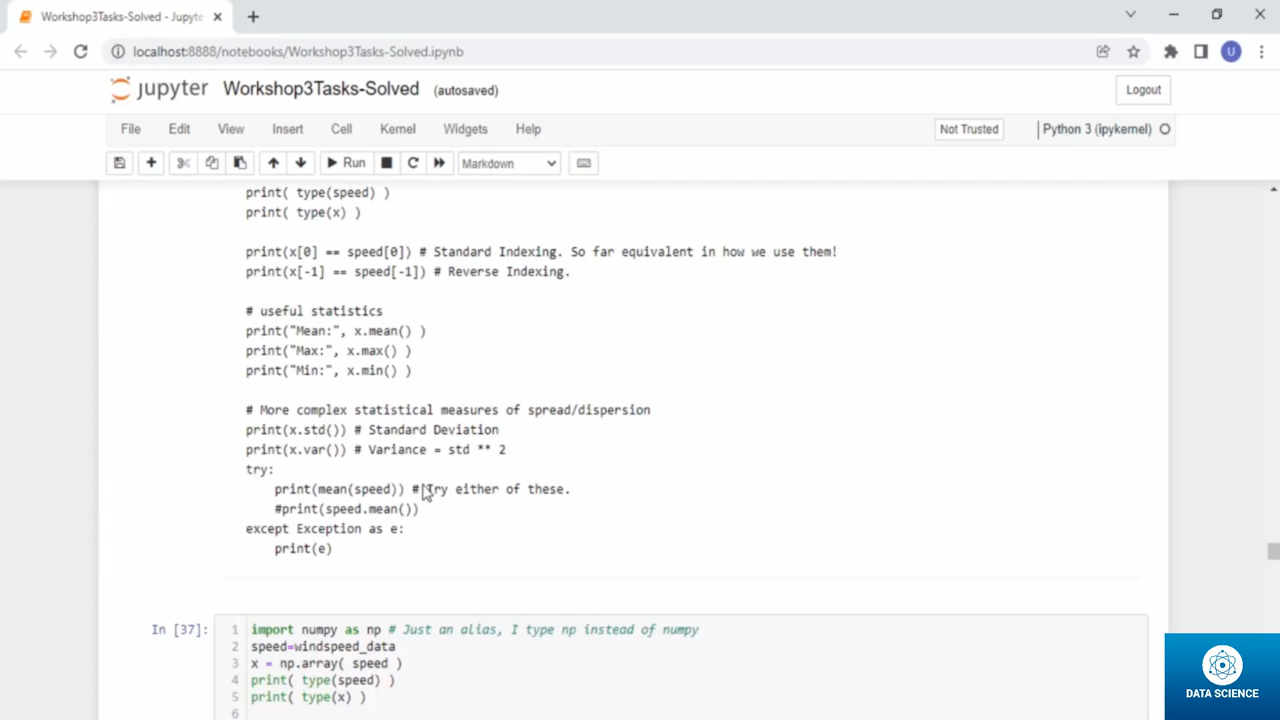 Workshop3Tasks-Solved - Jupyte
localhost:8888/notebooks/Workshop3Tasks-Solved.ipynb
U
jupyter Workshop3Tasks-Solved (autosaved)
Logout
File Edit View Insert Cell Kernel Widgets Help
Not Trusted
Python 3 (ipykernel)
Run
Markdown
print( type(speed) )
print( type(x) )
print(x[0] == speed[0]) # Standard Indexing. So far equivalent in how we use them!
print(x[-1] == speed[-1]) # Reverse Indexing.
# useful statistics
print("Mean:", x.mean() )
print("Max:", x.max() )
print("Min:", x.min() )
# More complex statistical measures of spread/dispersion
print(x.std()) # Standard Deviation
print(x.var()) # Variance = std ** 2
try:
print(mean(speed)) # Try either of these.
#print(speed.mean())
except Exception as e:
print(e)
In [37]:
1 import numpy as np # Just an alias, I type np instead of numpy
2 speed=windspeed_data
3 x = np.array( speed )
4 print( type(speed) )
5 print( type(x) )
6
DATA SCIENCE